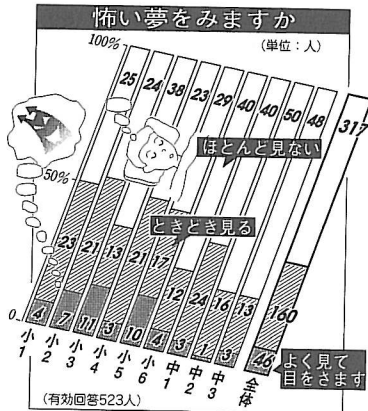 怖い夢をみますか
(単位：人)
100%
25 24 38 23 29 40 40 50 48 317
ほとんど見ない
50%
ときどき見る
23 21 13 21 17 12 24 16 13 160
0
4 7 11 3 10 4 3 1 3 46
よく見て
目をさます
小1 小2 小3 小4 小5 小6 中1 中2 中3 全体
(有効回答523人)